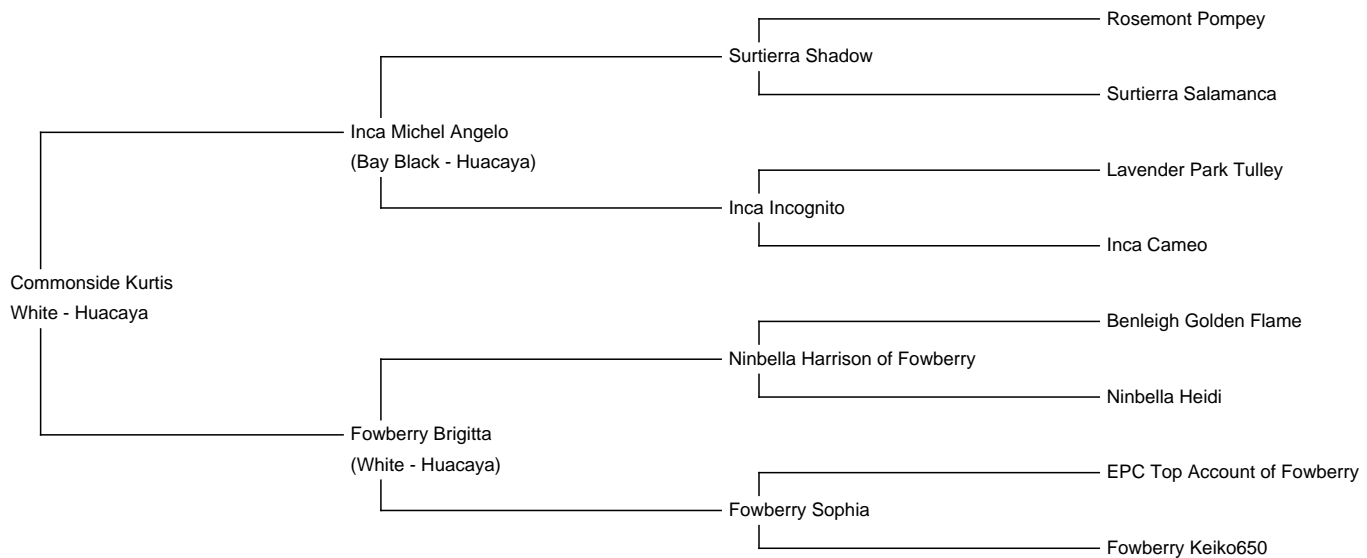 Rosemont Pompey
Surtierra Shadow
Surtierra Salamanca
Inca Michel Angelo
(Bay Black - Huacaya)
Lavender Park Tulley
Inca Incognito
Inca Cameo
Commonside Kurtis
White - Huacaya
Benleigh Golden Flame
Ninbella Harrison of Fowberry
Ninbella Heidi
Fowberry Brigitta
(White - Huacaya)
EPC Top Account of Fowberry
Fowberry Sophia
Fowberry Keiko650